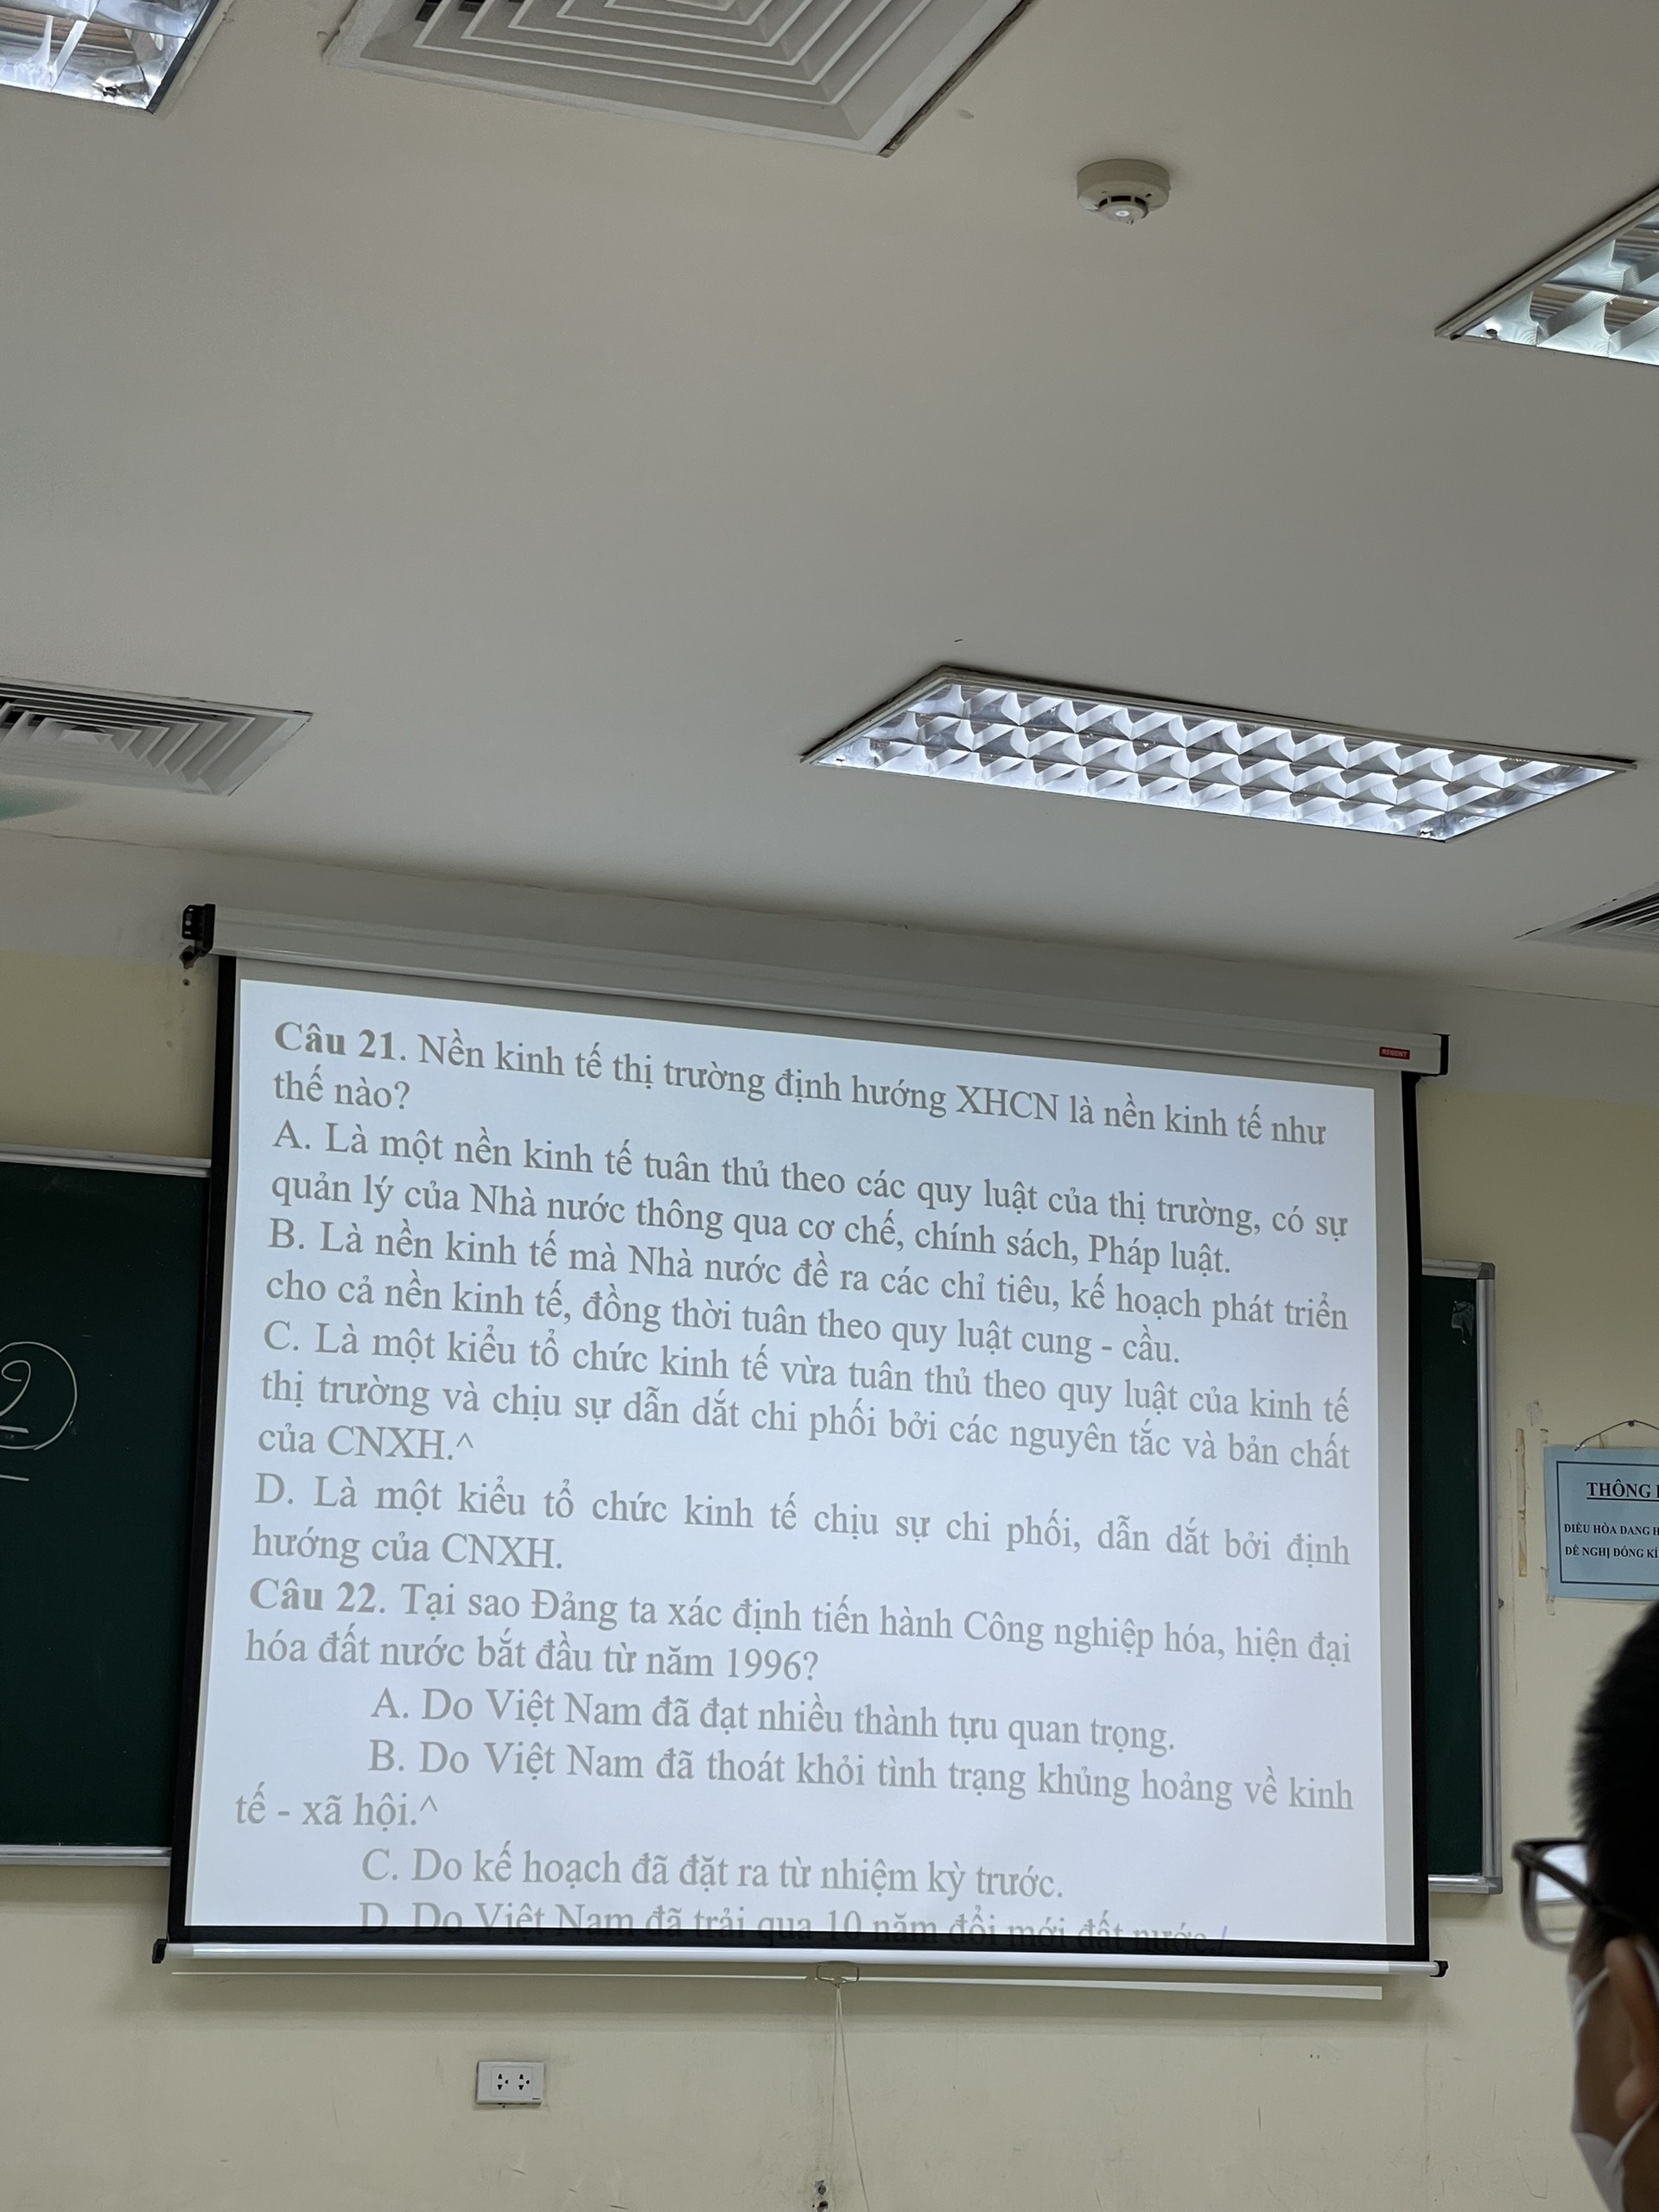 REGENT
Câu 21. Nền kinh tế thị trường định hướng XHCN là nền kinh tế như
thế nào?
A. Là một nền kinh tế tuân thủ theo các quy luật của thị trường, có sự
quản lý của Nhà nước thông qua cơ chế, chính sách, Pháp luật.
B. Là nền kinh tế mà Nhà nước đề ra các chỉ tiêu, kế hoạch phát triển
cho cả nền kinh tế, đồng thời tuân theo quy luật cung - cầu.
C. Là một kiểu tổ chức kinh tế vừa tuân thủ theo quy luật của kinh tế
thị trường và chịu sự dẫn dắt chi phối bởi các nguyên tắc và bản chất
của CNXH.^
D. Là một kiểu tổ chức kinh tế chịu sự chi phối, dẫn dắt bởi định
hướng của CNXH.
Câu 22. Tại sao Đảng ta xác định tiến hành Công nghiệp hóa, hiện đại
hóa đất nước bắt đầu từ năm 1996?
A. Do Việt Nam đã đạt nhiều thành tựu quan trọng.
B. Do Việt Nam đã thoát khỏi tình trạng khủng hoảng về kinh
tế - xã hội.^
C. Do kế hoạch đã đặt ra từ nhiệm kỳ trước.
D. Do Việt Nam đã trải qua 10 năm đổi mới đất nước.
2
THÔNG
ĐIỀU HÒA ĐANG H
ĐỀ NGHỊ ĐÓNG KÍ